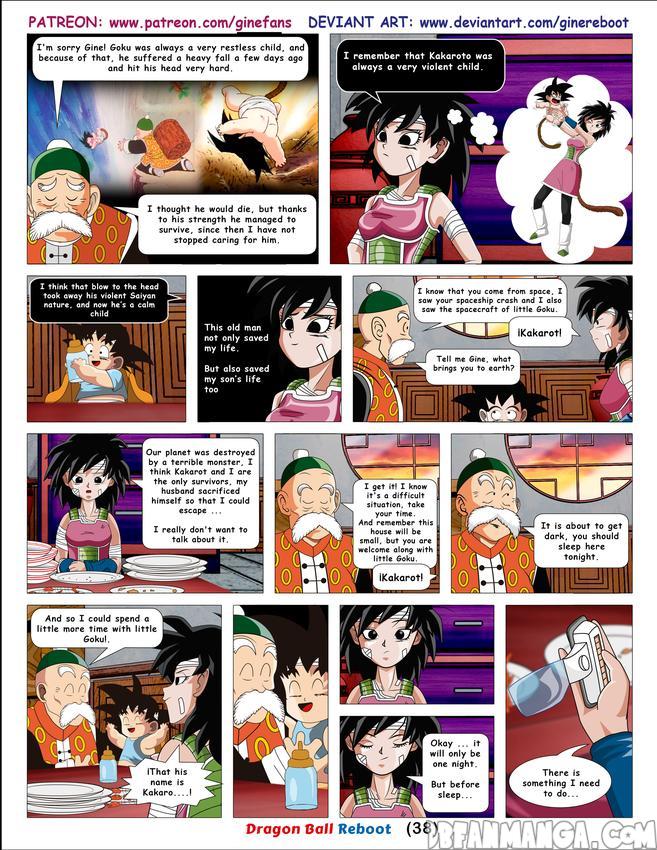 PATREON: www.patreon.com/ginefans DEVIANT ART: www.deviantart.com/ginereboot
I'm sorry Gine! Goku was always a very restless child, and
because of that, he suffered a heavy fall a few days ago
and hit his head very hard.
I thought he would die, but thanks
to his strength he managed to
survive, since then I have not
stopped caring for him.
I remember that Kakaroto was
always a very violent child.
I think that blow to the head
took away his violent Saiyan
nature, and now he's a calm
child
This old man
not only saved
my life.
But also saved
my son's life
too
I know that you come from space, I
saw your spaceship crash and I also
saw the spacecraft of little Goku.
¡Kakarot!
Tell me Gine, what
brings you to earth?
Our planet was destroyed
by a terrible monster, I
think Kakarot and I are
the only survivors, my
husband sacrificed
himself so that I could
escape ...
I really don't want to
talk about it.
I get it! I know
it's a difficult
situation, take
your time.
And remember this
house will be
small, but you are
welcome along with
little Goku.
¡Kakarot!
It is about to get
dark, you should
sleep here
tonight.
And so I could spend a
little more time with little
Goku!.
¡That his
name is
Kakaro....!
Okay ... it
will only be
one night.
But before
sleep...
There is
something I need
to do...
Dragon Ball Reboot (38)
DBFANMANGA.COM